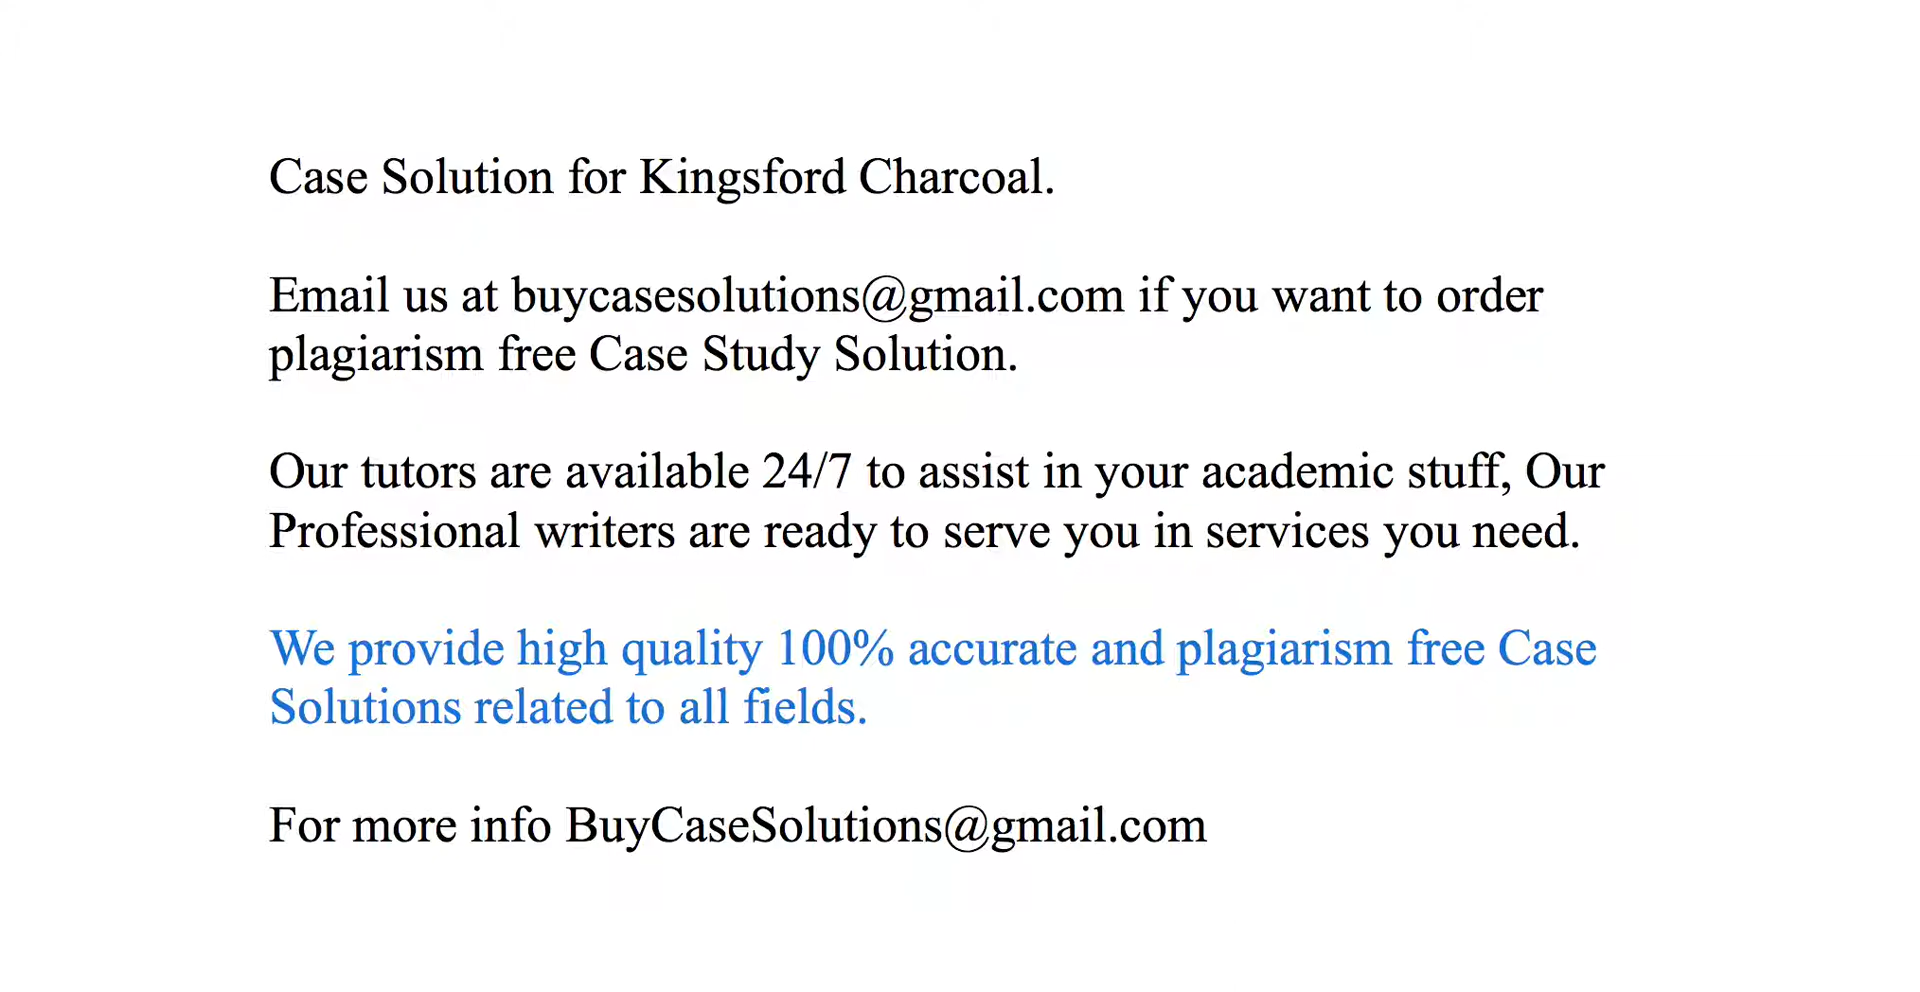 Case Solution for Kingsford Charcoal.
Email us at buycasesolutions@gmail.com if you want to order
plagiarism free Case Study Solution.
Our tutors are available 24/7 to assist in your academic stuff, Our
Professional writers are ready to serve you in services you need.
We provide high quality 100% accurate and plagiarism free Case
Solutions related to all fields.
For more info BuyCaseSolutions@gmail.com